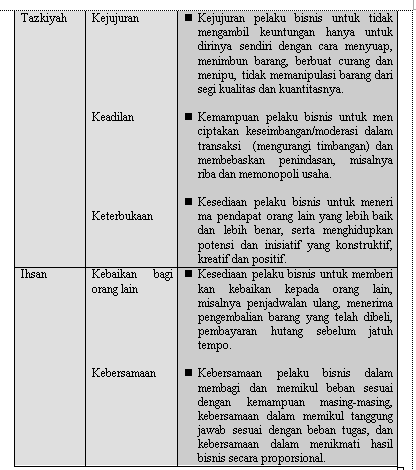 Tazkiyah Kejujuran ■ Kejujuran pelaku bisnis untuk tidak
mengambil keuntungan hanya untuk
dirinya sendiri dengan cara menyuap,
menimbun barang, berbuat curang dan
menipu, tidak memanipulasi barang dari
segi kualitas dan kuantitasnya.
Keadilan ■ Kemampuan pelaku bisnis untuk men
ciptakan keseimbangan/moderasi dalam
transaksi (mengurangi timbangan) dan
membebaskan penindasan, misalnya
riba dan memonopoli usaha.
■ Kesediaan pelaku bisnis untuk meneri
Keterbukaan ma pendapat orang lain yang lebih baik
dan lebih benar, serta menghidupkan
potensi dan inisiatif yang konstruktif,
kreatif dan positif.
Ihsan Kebaikan bagi ■ Kesediaan pelaku bisnis untuk memberi
orang lain kan kebaikan kepada orang lain,
misalnya penjadwalan ulang, menerima
pengembalian barang yang telah dibeli,
pembayaran hutang sebelum jatuh
tempo.
Kebersamaan ■ Kebersamaan pelaku bisnis dalam
membagi dan memikul beban sesuai
dengan kemampuan masing-masing,
kebersamaan dalam memikul tanggung
jawab sesuai dengan beban tugas, dan
kebersamaan dalam menikmati hasil
bisnis secara proporsional.